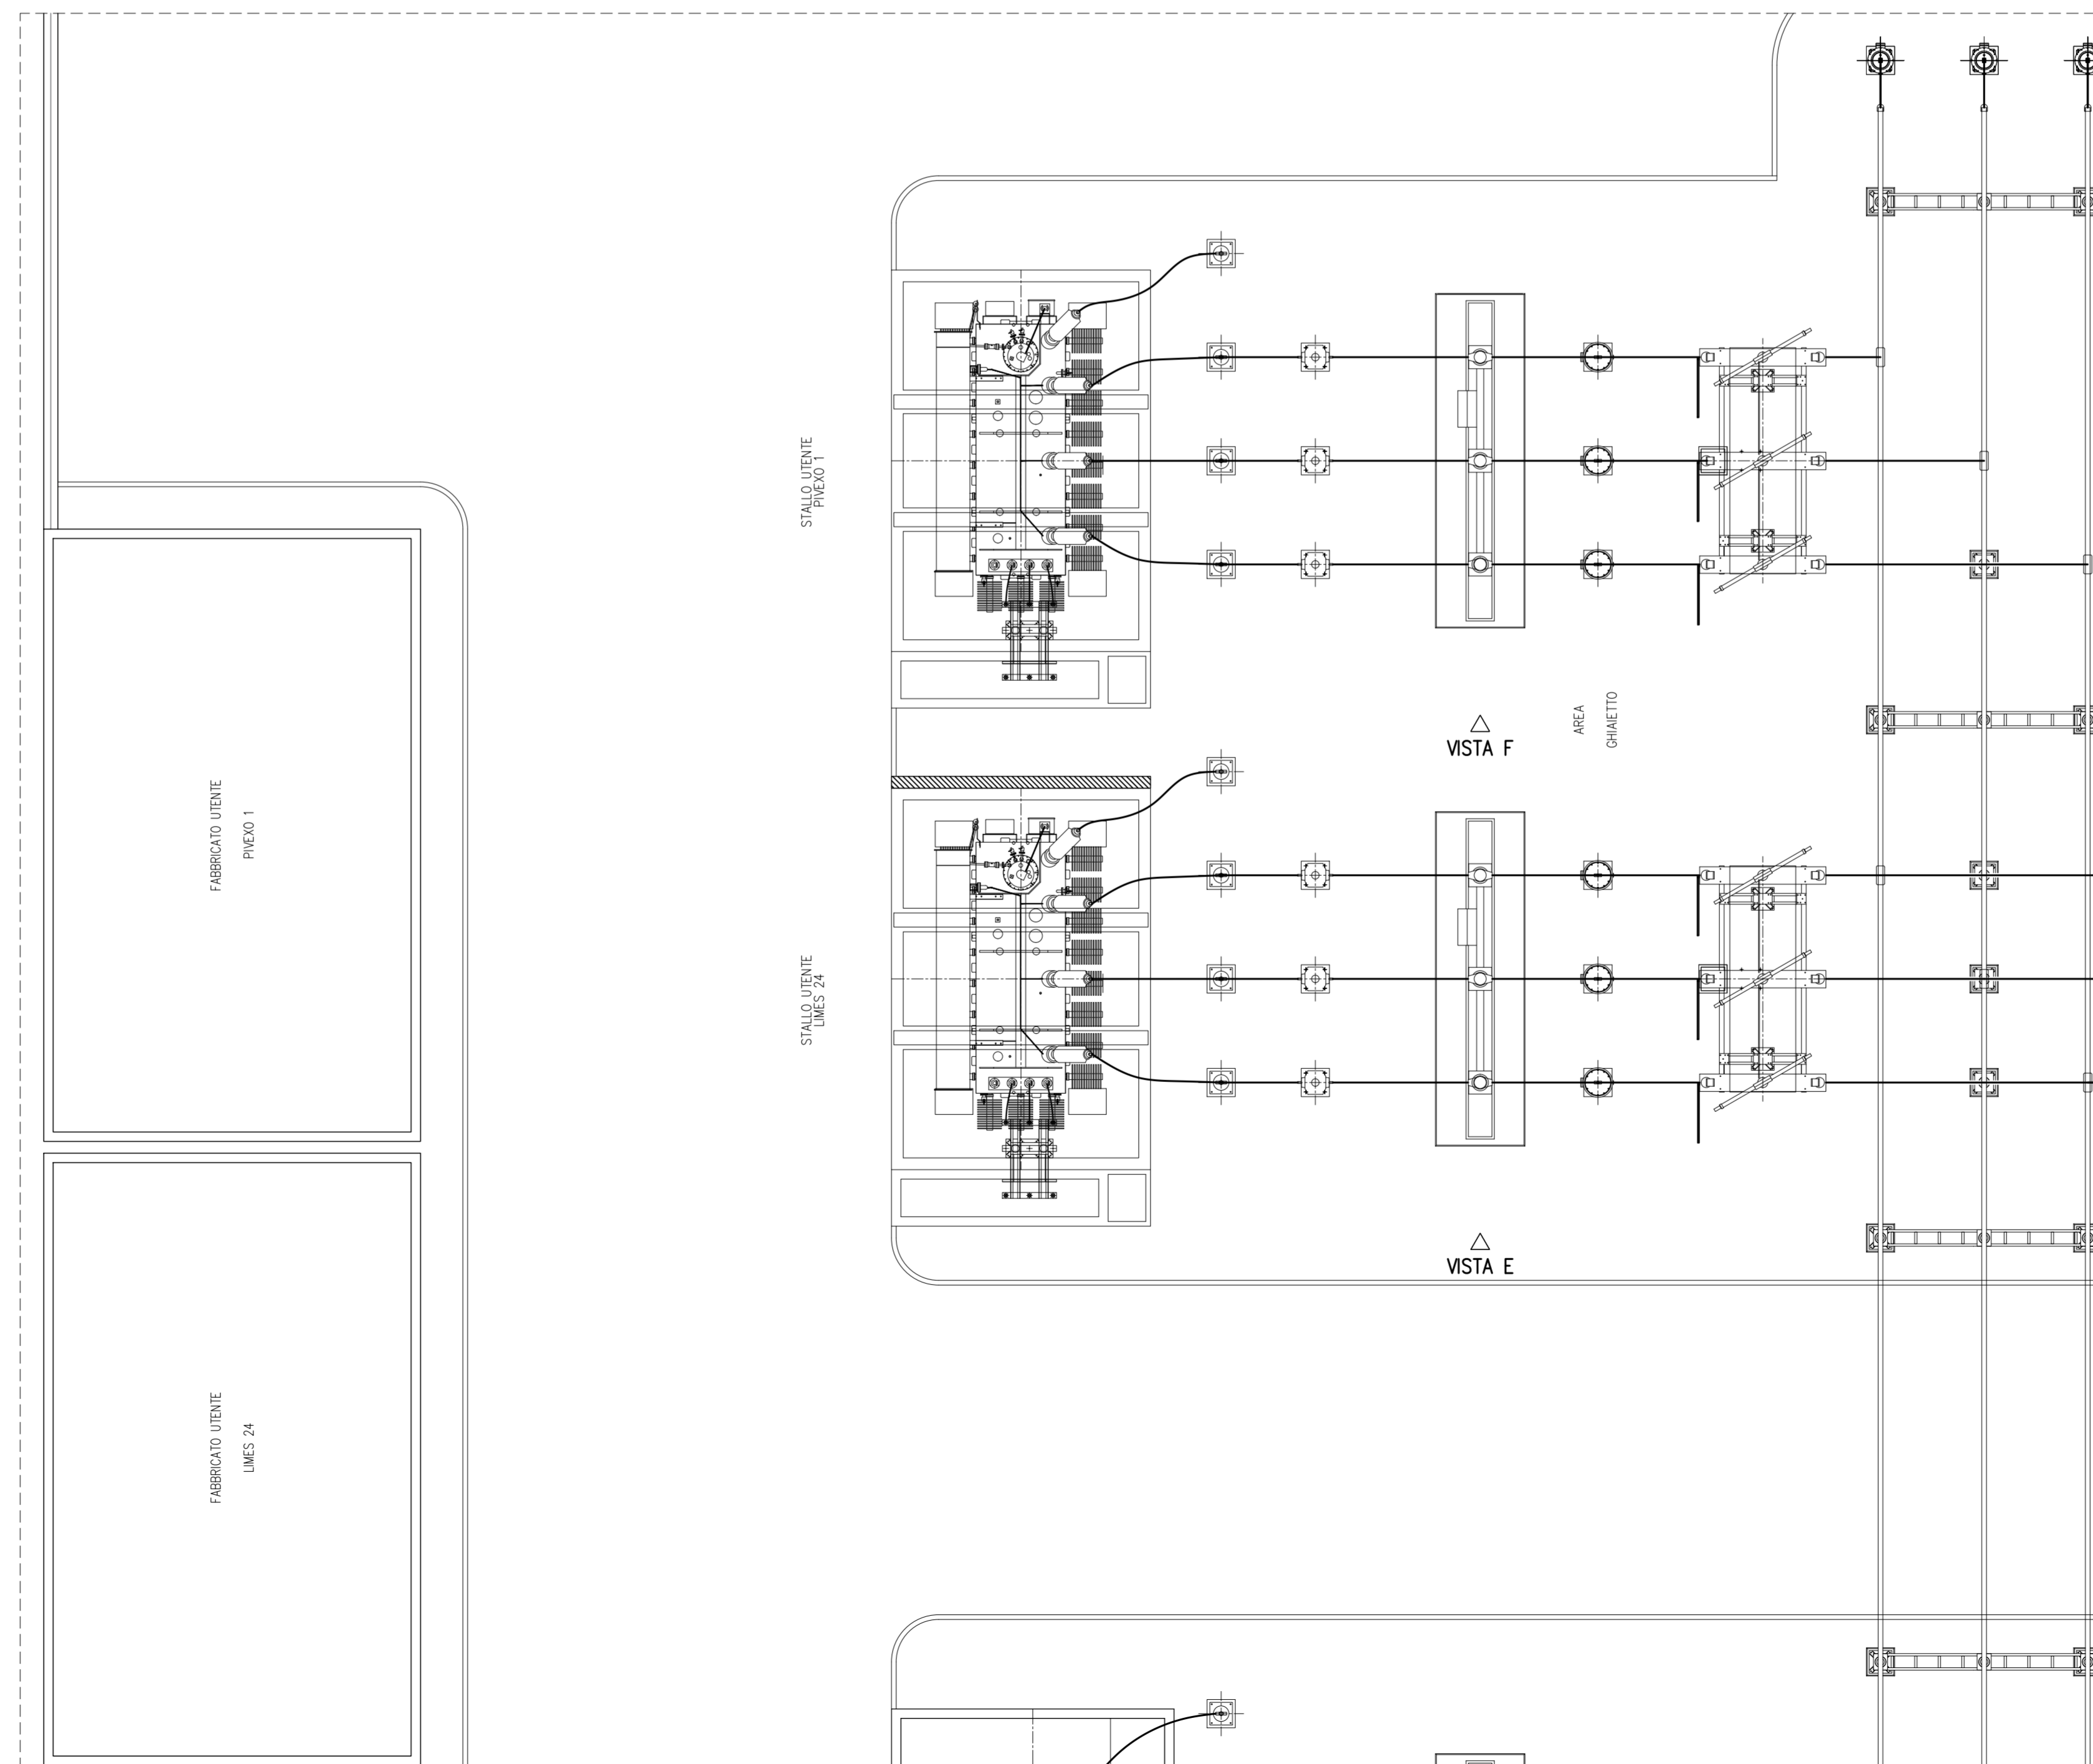 STALLO UTENTE
PIVEXO 1
AREA
GHIAIETTO
VISTA F
FABBRICATO UTENTE
PIVEXO 1
STALLO UTENTE
LIMES 24
VISTA E
FABBRICATO UTENTE
LIMES 24